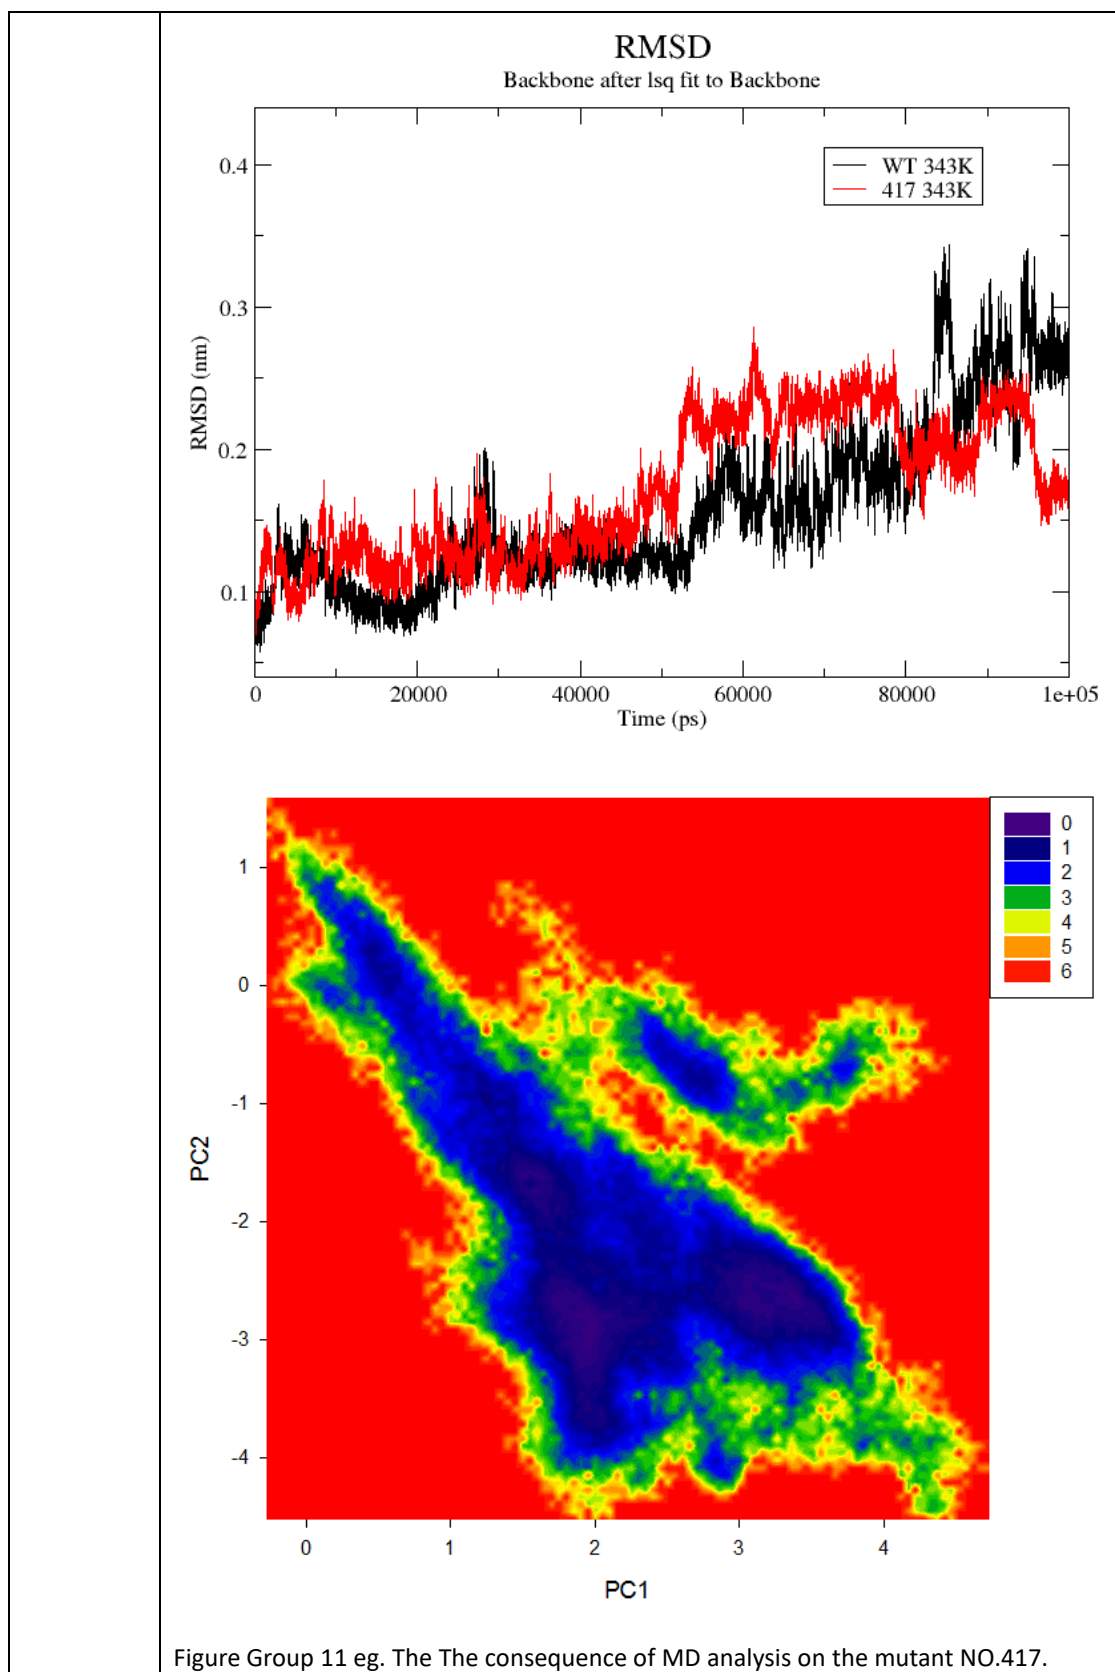 RMSD
Backbone after lsq fit to Backbone
WT 343K
417 343K
0.4
0.3
0.2
0.1
RMSD (nm)
0
20000
40000
60000
80000
1e+05
Time (ps)
0
1
2
3
4
5
6
1
0
-1
-2
-3
-4
PC2
0
1
2
3
4
PC1
Figure Group 11 eg. The The consequence of MD analysis on the mutant NO.417.